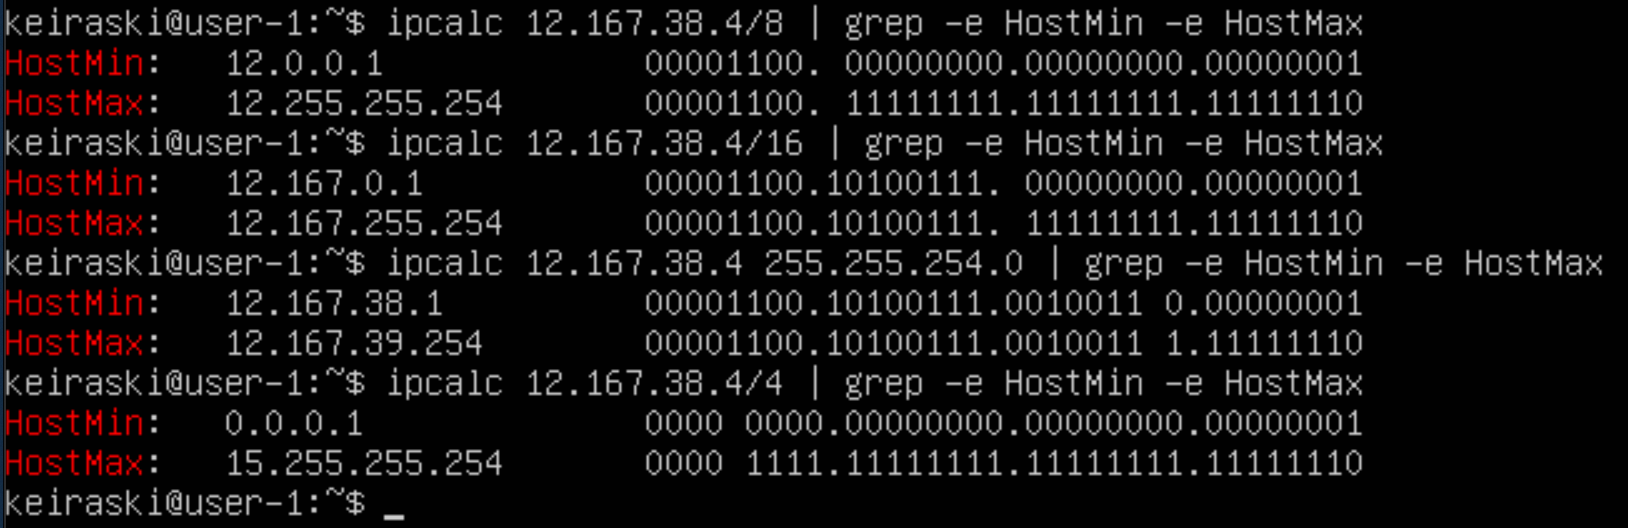 keiraski@user-1:~$ ipcalc 12.167.38.4/8 | grep -e HostMin -e HostMax
HostMin:   12.0.0.1             00001100. 00000000.00000000.00000001
HostMax:   12.255.255.254       00001100. 11111111.11111111.11111110
keiraski@user-1:~$ ipcalc 12.167.38.4/16 | grep -e HostMin -e HostMax
HostMin:   12.167.0.1           00001100.10100111. 00000000.00000001
HostMax:   12.167.255.254       00001100.10100111. 11111111.11111110
keiraski@user-1:~$ ipcalc 12.167.38.4 255.255.254.0 | grep -e HostMin -e HostMax
HostMin:   12.167.38.1          00001100.10100111.0010011 0.00000001
HostMax:   12.167.39.254        00001100.10100111.0010011 1.11111110
keiraski@user-1:~$ ipcalc 12.167.38.4/4 | grep -e HostMin -e HostMax
HostMin:   0.0.0.1              0000 0000.00000000.00000000.00000001
HostMax:   15.255.255.254       0000 1111.11111111.11111111.11111110
keiraski@user-1:~$ _